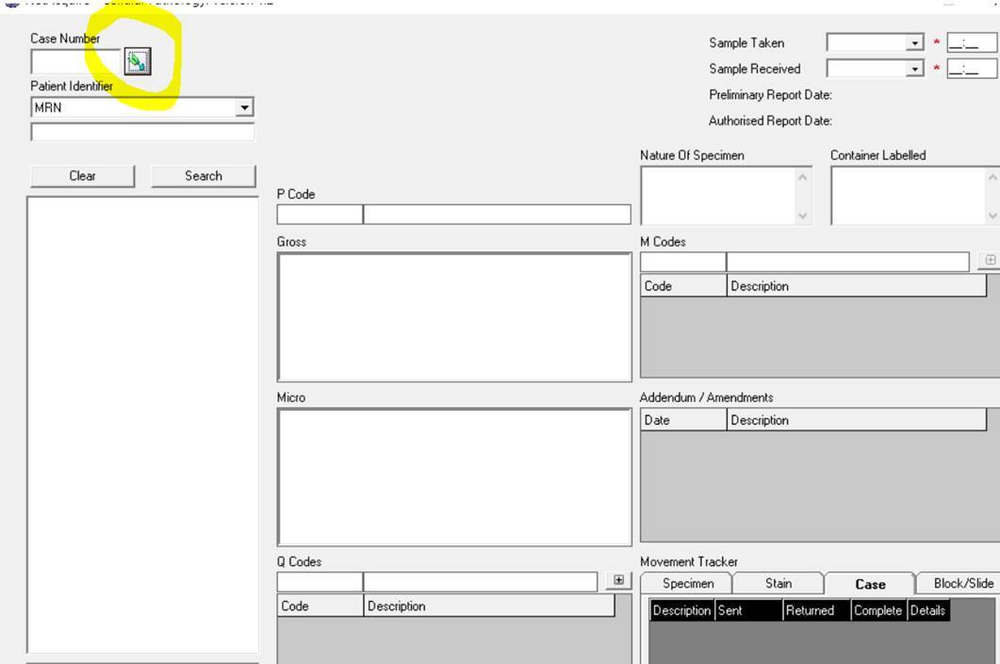 Case Number
Patient Identifier
MRN
Clear Search
P Code
Gross
Micro
Q Codes
Code Description
Sample Taken * __:__
Sample Received * __:__
Preliminary Report Date:
Authorised Report Date:
Nature Of Specimen Container Labelled
M Codes
Code Description
Addendum / Amendments
Date Description
Movement Tracker
Specimen Stain Case Block/Slide
Description Sent Returned Complete Details